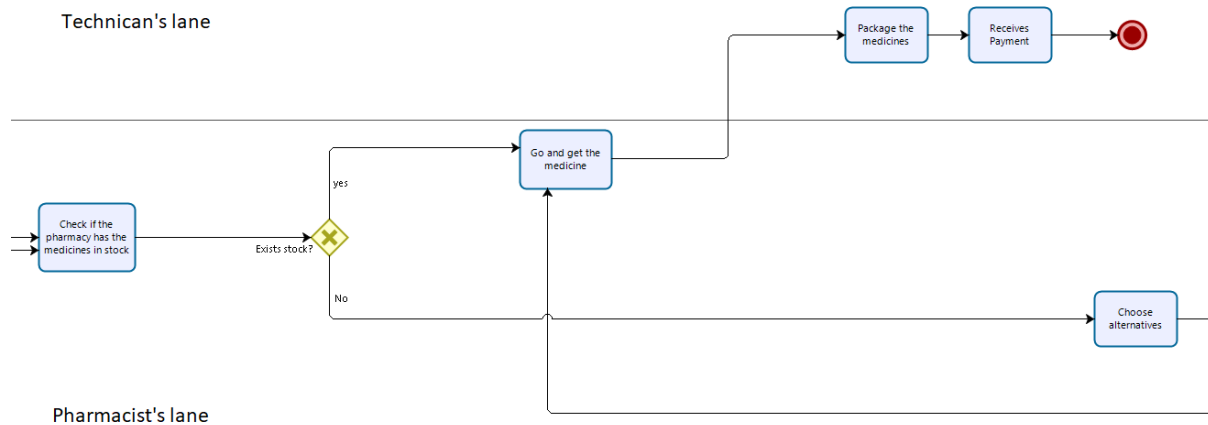 Technican's lane
Package the
medicines
Receives
Payment
Go and get the
medicine
yes
Check if the
pharmacy has the
medicines in stock
Exists stock?
No
Choose
alternatives
Pharmacist's lane